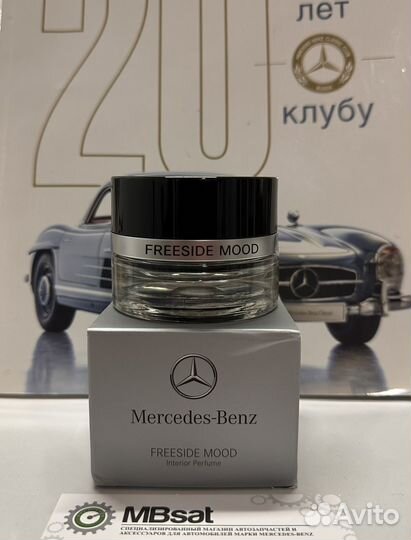 20 лет
клубу
FREESIDE MOOD
Mercedes-Benz
FREESIDE MOOD
Interior Perfume
MBsat
СПЕЦИАЛИЗИРОВАННЫЙ МАГАЗИН АВТОЗАПЧАСТЕЙ И
АКСЕССУАРОВ ДЛЯ АВТОМОБИЛЕЙ МАРКИ MERCEDES-BENZ
Avito